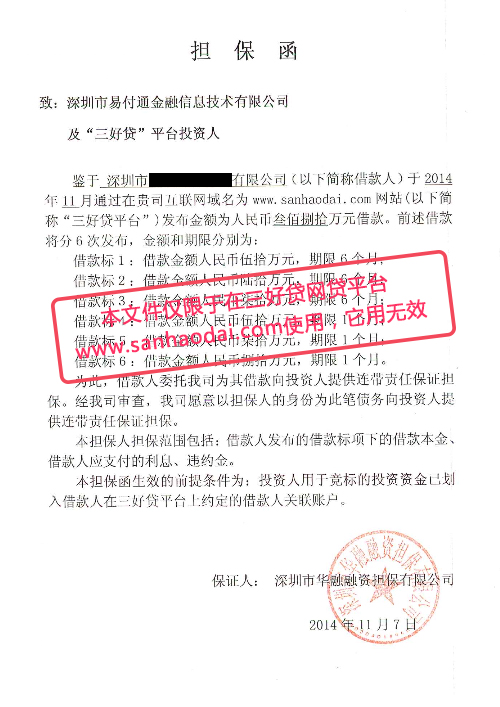 担 保 函
致：深圳市易付通金融信息技术有限公司
及“三好贷”平台投资人
鉴于 深圳市 有限公司（以下简称借款人）于 2014
年 11 月通过在贵司互联网域名为 www.sanhaodai.com 网站(以下简
称“三好贷平台”)发布金额为人民币叁佰捌拾万元借款。前述借款
将分 6 次发布，金额和期限分别为：
借款标 1：借款金额人民币伍拾万元，期限 6 个月；
借款标 2：借款金额人民币陆拾万元，期限 6 个月；
借款标 3：借款金额人民币柒拾万元，期限 6 个月；
借款标 ：借款金额人民币伍拾万元，期限 1
借款标 5：借款金额人民币柒拾万元，期限 1 个月；
借款标 6：借款金额人民币捌拾万元，期限 1 个月。
本文件仅限于在三好贷网贷平台
www.sanhaodai.com使用，它用无效
为此，借款人委托我司为其借款向投资人提供连带责任保证担
保。经我司审查，我司愿意以担保人的身份为此笔债务向投资人提
供连带责任保证担保。
本担保人担保范围包括：借款人发布的借款标项下的借款本金、
借款人应支付的利息、违约金。
本担保函生效的前提条件为：投资人用于竞标的投资资金已划
入借款人在三好贷平台上约定的借款人关联账户。
保证人： 深圳市华融融资担保有限公司
2014 年 11 月 7 日
深圳市华融融资担保有限公司